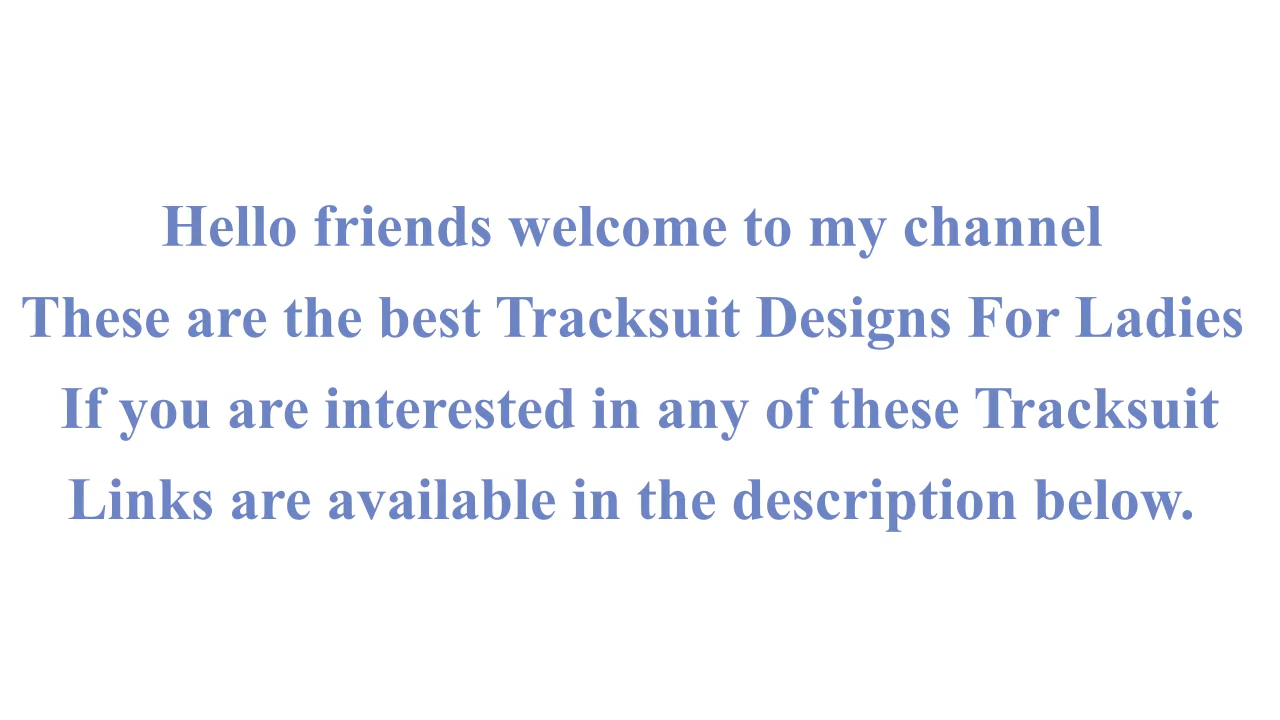 Hello friends welcome to my channel
These are the best Tracksuit Designs For Ladies
If you are interested in any of these Tracksuit
Links are available in the description below.